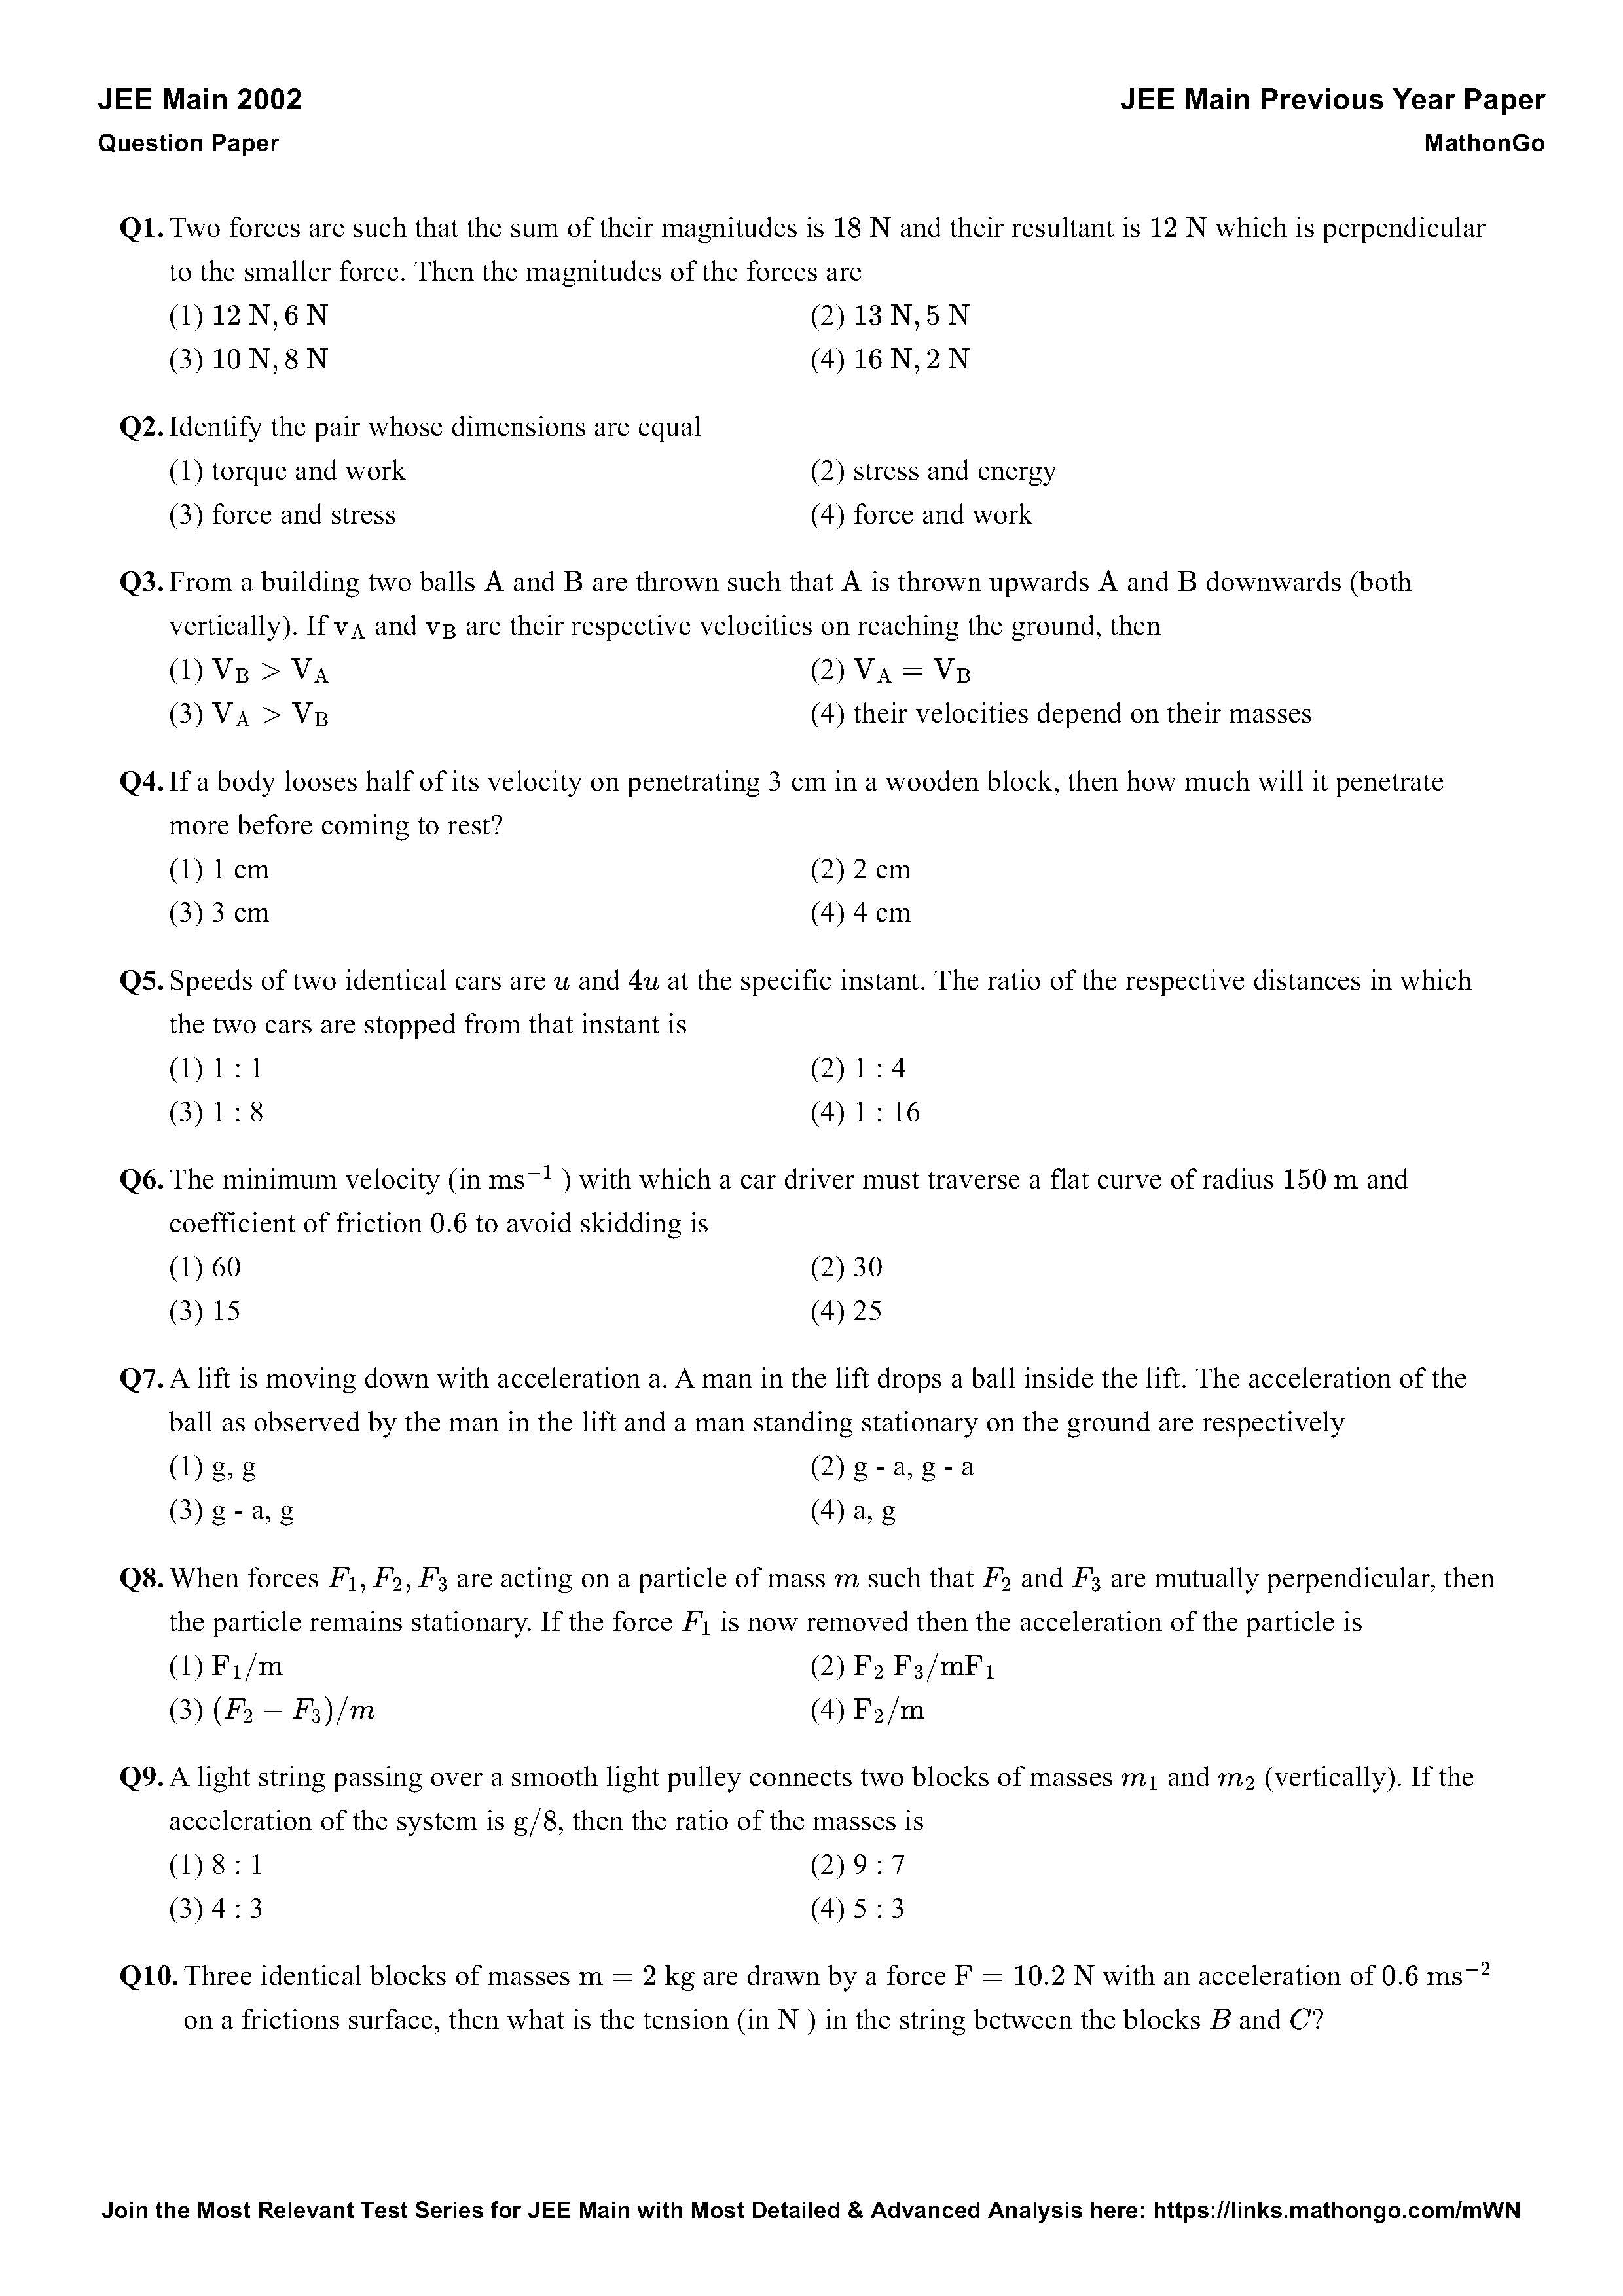 JEE Main 2002
JEE Main Previous Year Paper
Question Paper
MathonGo
Q1. Two forces are such that the sum of their magnitudes is 18 N and their resultant is 12 N which is perpendicular
to the smaller force. Then the magnitudes of the forces are
(1) 12 N, 6 N
(2) 13 N, 5 N
(3) 10 N, 8 N
(4) 16 N, 2 N
Q2. Identify the pair whose dimensions are equal
(1) torque and work
(2) stress and energy
(3) force and stress
(4) force and work
Q3. From a building two balls A and B are thrown such that A is thrown upwards A and B downwards (both
vertically). If v_A and v_B are their respective velocities on reaching the ground, then
(1) V_B > V_A
(2) V_A = V_B
(3) V_A > V_B
(4) their velocities depend on their masses
Q4. If a body looses half of its velocity on penetrating 3 cm in a wooden block, then how much will it penetrate
more before coming to rest?
(1) 1 cm
(2) 2 cm
(3) 3 cm
(4) 4 cm
Q5. Speeds of two identical cars are u and 4u at the specific instant. The ratio of the respective distances in which
the two cars are stopped from that instant is
(1) 1 : 1
(2) 1 : 4
(3) 1 : 8
(4) 1 : 16
Q6. The minimum velocity (in ms⁻¹ ) with which a car driver must traverse a flat curve of radius 150 m and
coefficient of friction 0.6 to avoid skidding is
(1) 60
(2) 30
(3) 15
(4) 25
Q7. A lift is moving down with acceleration a. A man in the lift drops a ball inside the lift. The acceleration of the
ball as observed by the man in the lift and a man standing stationary on the ground are respectively
(1) g, g
(2) g - a, g - a
(3) g - a, g
(4) a, g
Q8. When forces F₁, F₂, F₃ are acting on a particle of mass m such that F₂ and F₃ are mutually perpendicular, then
the particle remains stationary. If the force F₁ is now removed then the acceleration of the particle is
(1) F₁/m
(2) F₂ F₃/mF₁
(3) (F₂ − F₃)/m
(4) F₂/m
Q9. A light string passing over a smooth light pulley connects two blocks of masses m₁ and m₂ (vertically). If the
acceleration of the system is g/8, then the ratio of the masses is
(1) 8 : 1
(2) 9 : 7
(3) 4 : 3
(4) 5 : 3
Q10. Three identical blocks of masses m = 2 kg are drawn by a force F = 10.2 N with an acceleration of 0.6 ms⁻²
on a frictions surface, then what is the tension (in N ) in the string between the blocks B and C?
Join the Most Relevant Test Series for JEE Main with Most Detailed & Advanced Analysis here: https://links.mathongo.com/mWN